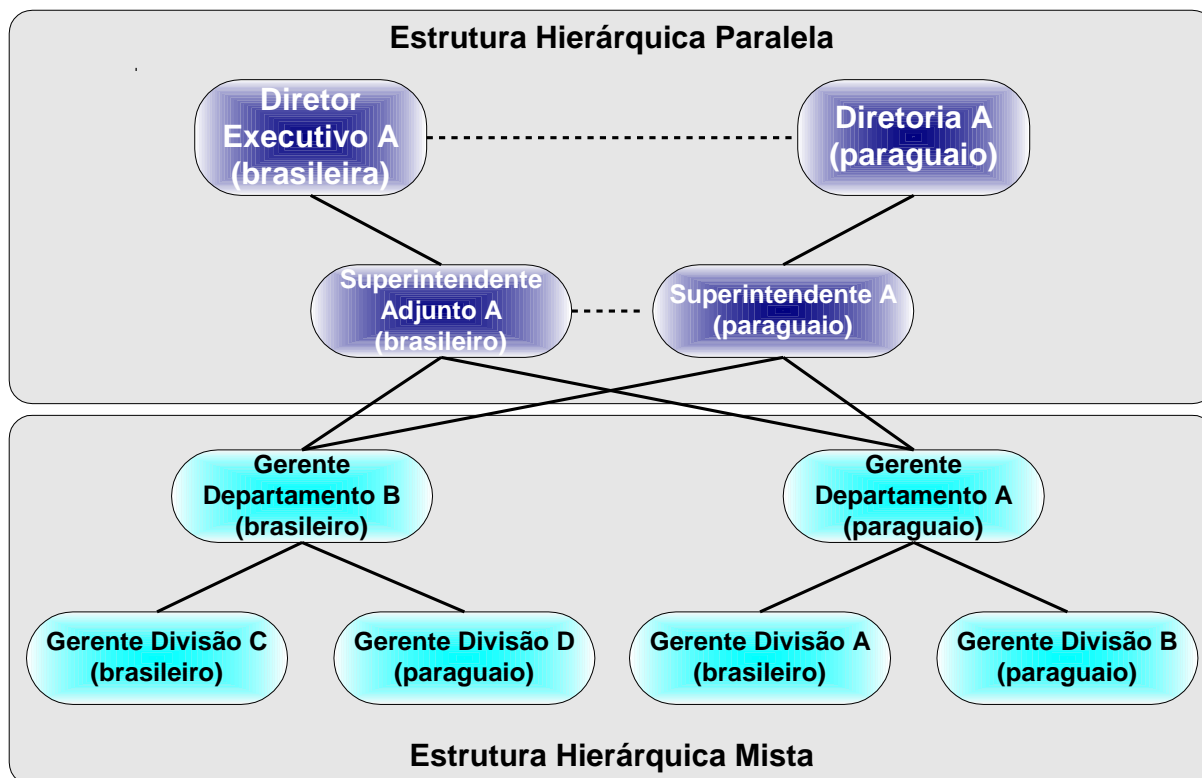 Estrutura Hierárquica Paralela
Diretor
Executivo A
(brasileira)
Diretoria A
(paraguaio)
Superintendente
Adjunto A
(brasileiro)
Superintendente A
(paraguaio)
Gerente
Departamento B
(brasileiro)
Gerente
Departamento A
(paraguaio)
Gerente Divisão C
(brasileiro)
Gerente Divisão D
(paraguaio)
Gerente Divisão A
(brasileiro)
Gerente Divisão B
(paraguaio)
Estrutura Hierárquica Mista